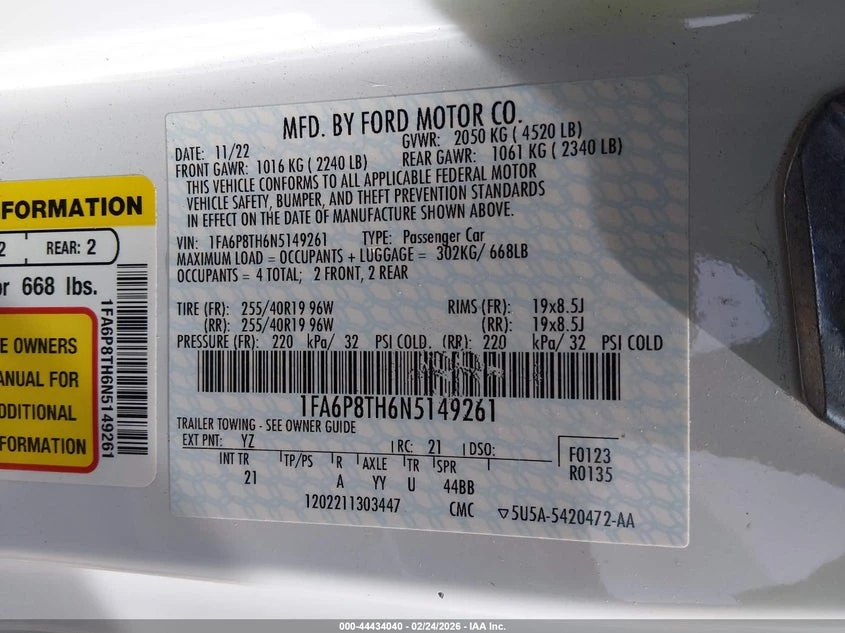 FORMATION
2 REAR: 2
or 668 lbs.
E OWNERS
ANUAL FOR
DDITIONAL
FORMATION
1FA6P8TH6N5149261
MFD. BY FORD MOTOR CO.
DATE: 11/22 GVWR: 2050 KG ( 4520 LB)
FRONT GAWR: 1016 KG ( 2240 LB) REAR GAWR: 1061 KG ( 2340 LB)
THIS VEHICLE CONFORMS TO ALL APPLICABLE FEDERAL MOTOR
VEHICLE SAFETY, BUMPER, AND THEFT PREVENTION STANDARDS
IN EFFECT ON THE DATE OF MANUFACTURE SHOWN ABOVE.
VIN: 1FA6P8TH6N5149261 TYPE: Passenger Car
MAXIMUM LOAD = OCCUPANTS + LUGGAGE = 302KG/ 668LB
OCCUPANTS = 4 TOTAL; 2 FRONT, 2 REAR
TIRE (FR): 255/40R19 96W RIMS (FR): 19x8.5J
(RR): 255/40R19 96W (RR): 19x8.5J
PRESSURE (FR): 220 kPa/ 32 PSI COLD. (RR): 220 kPa/ 32 PSI COLD
1FA6P8TH6N5149261
TRAILER TOWING - SEE OWNER GUIDE
EXT PNT: YZ RC: 21 DSO: F0123
INT TR TP/PS R AXLE TR SPR R0135
21 A YY U 44BB
1202211303447 CMC ▽5U5A-5420472-AA
000-44434040 - 02/24/2026 - IAA Inc.